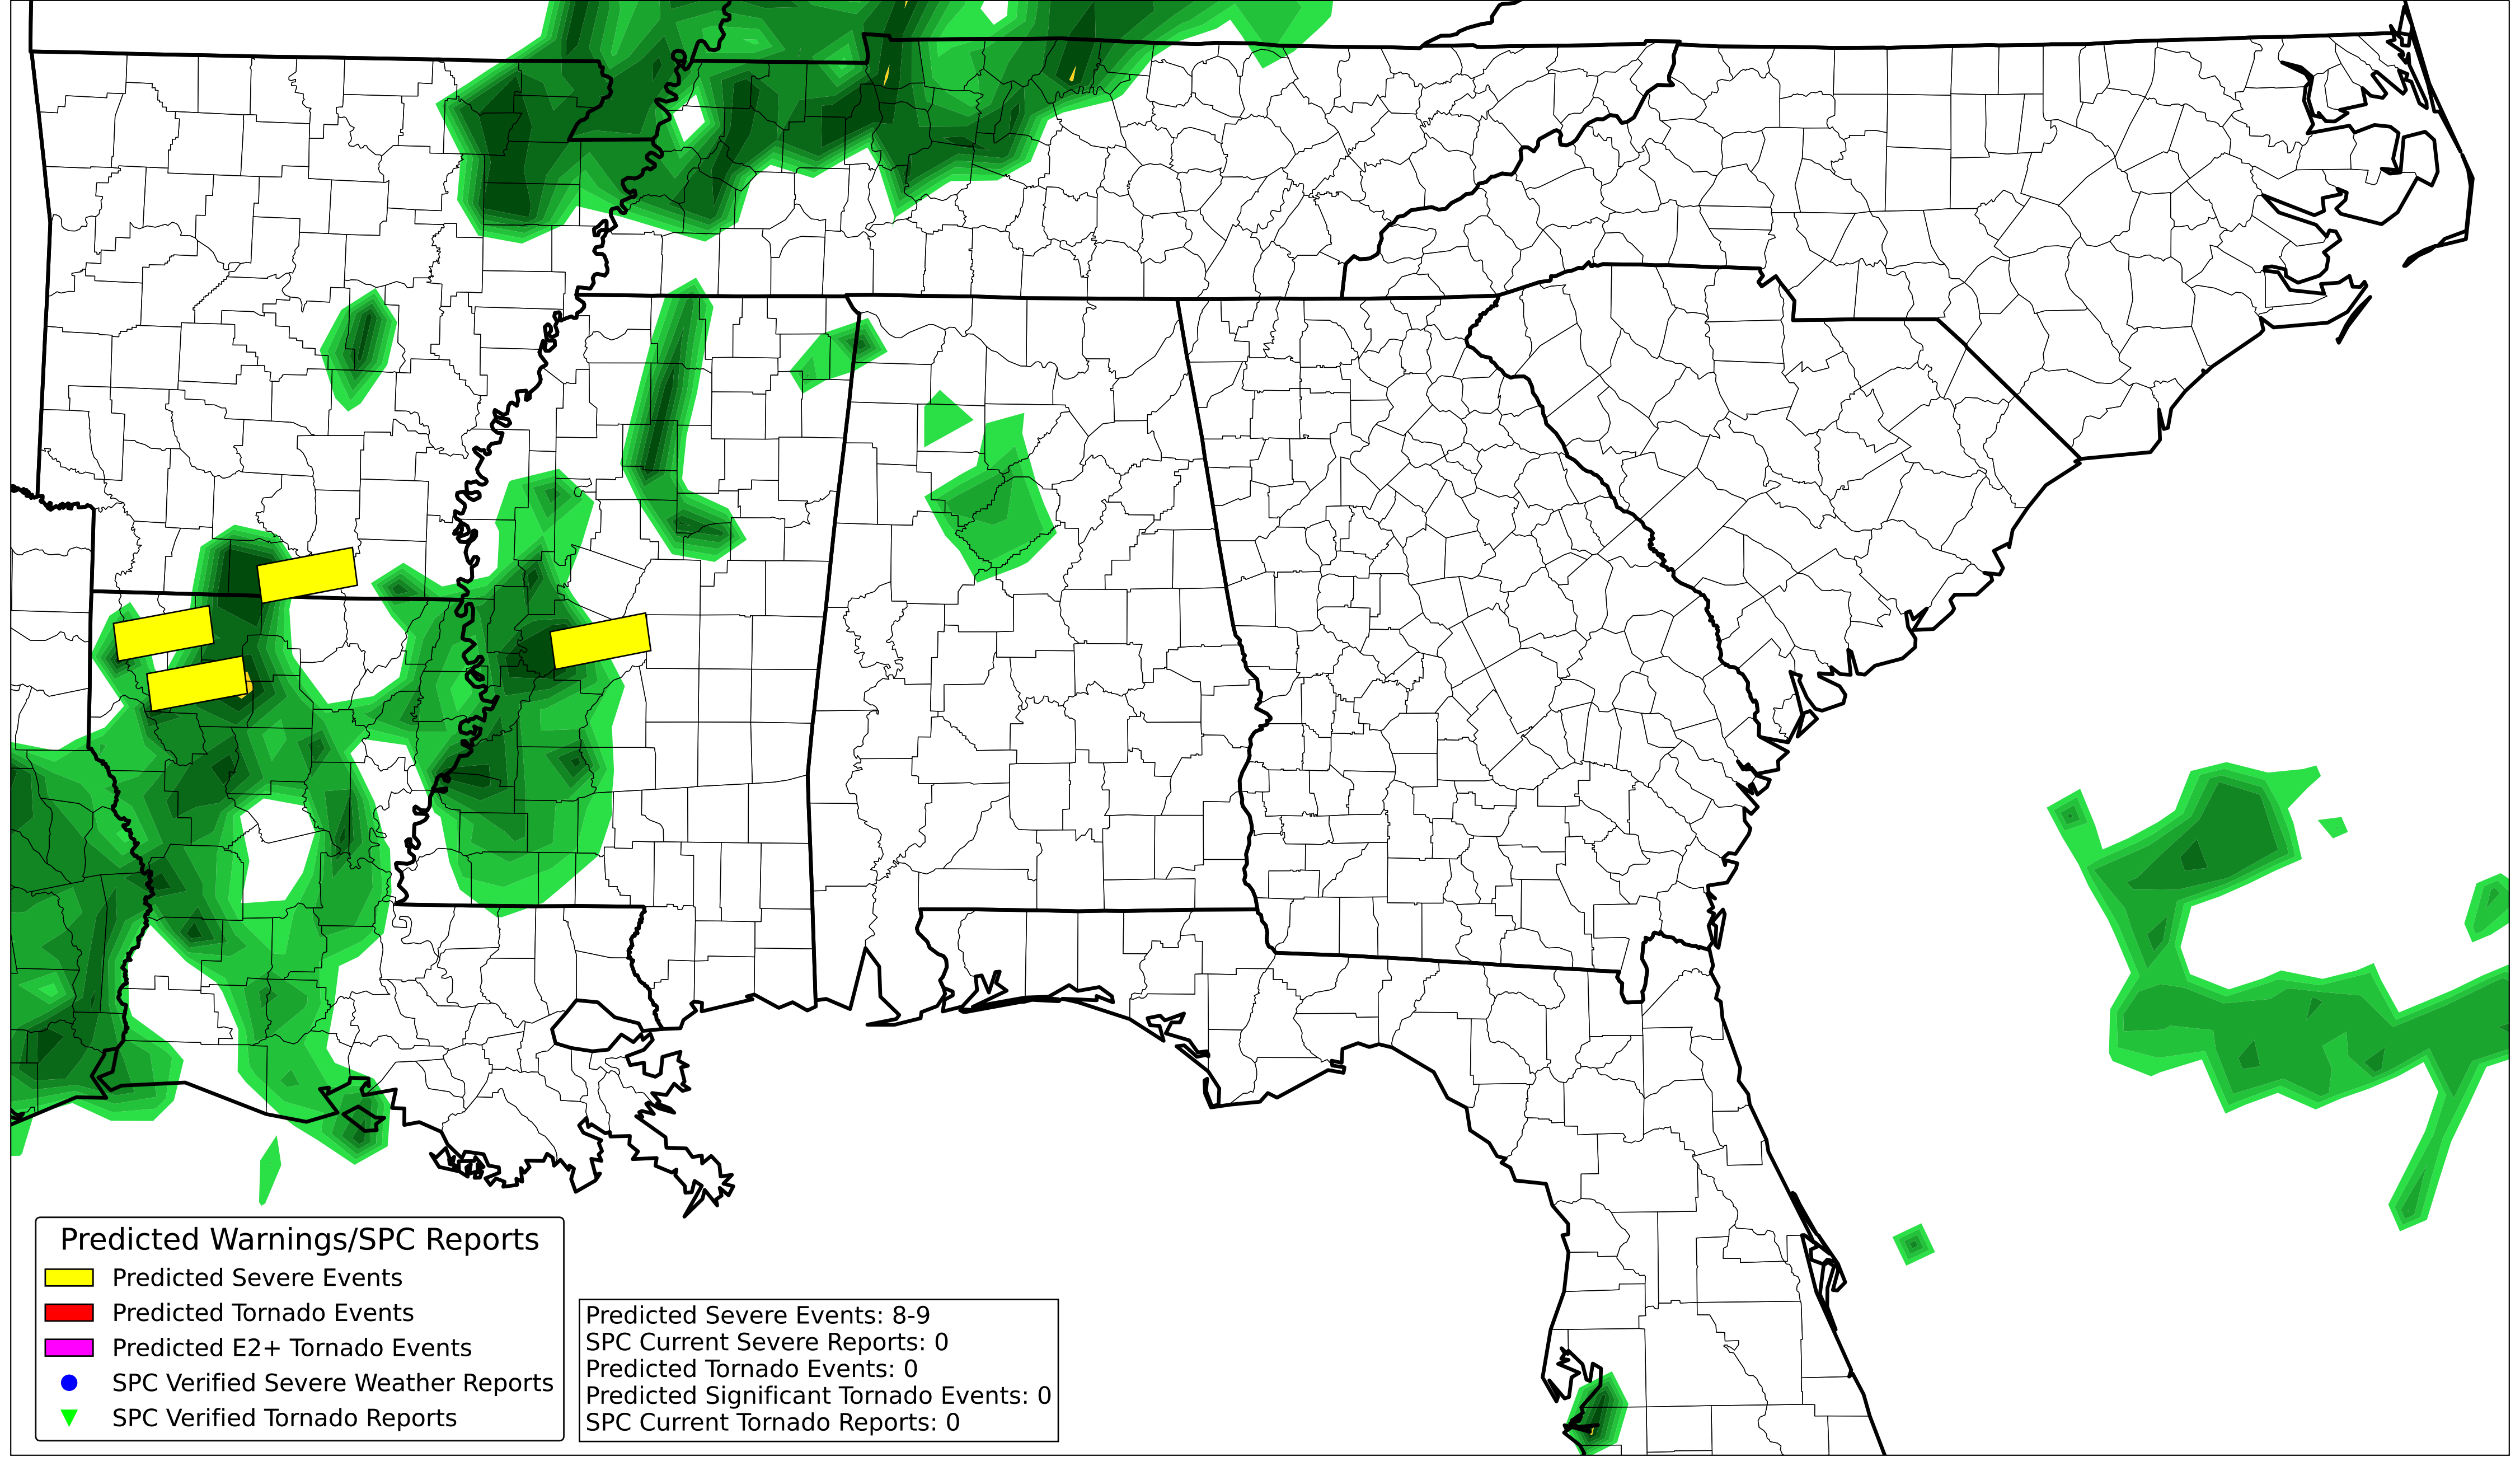 Predicted Warnings/SPC Reports
Predicted Severe Events
Predicted Tornado Events
Predicted E2+ Tornado Events
SPC Verified Severe Weather Reports
SPC Verified Tornado Reports
Predicted Severe Events: 8-9
SPC Current Severe Reports: 0
Predicted Tornado Events: 0
Predicted Significant Tornado Events: 0
SPC Current Tornado Reports: 0